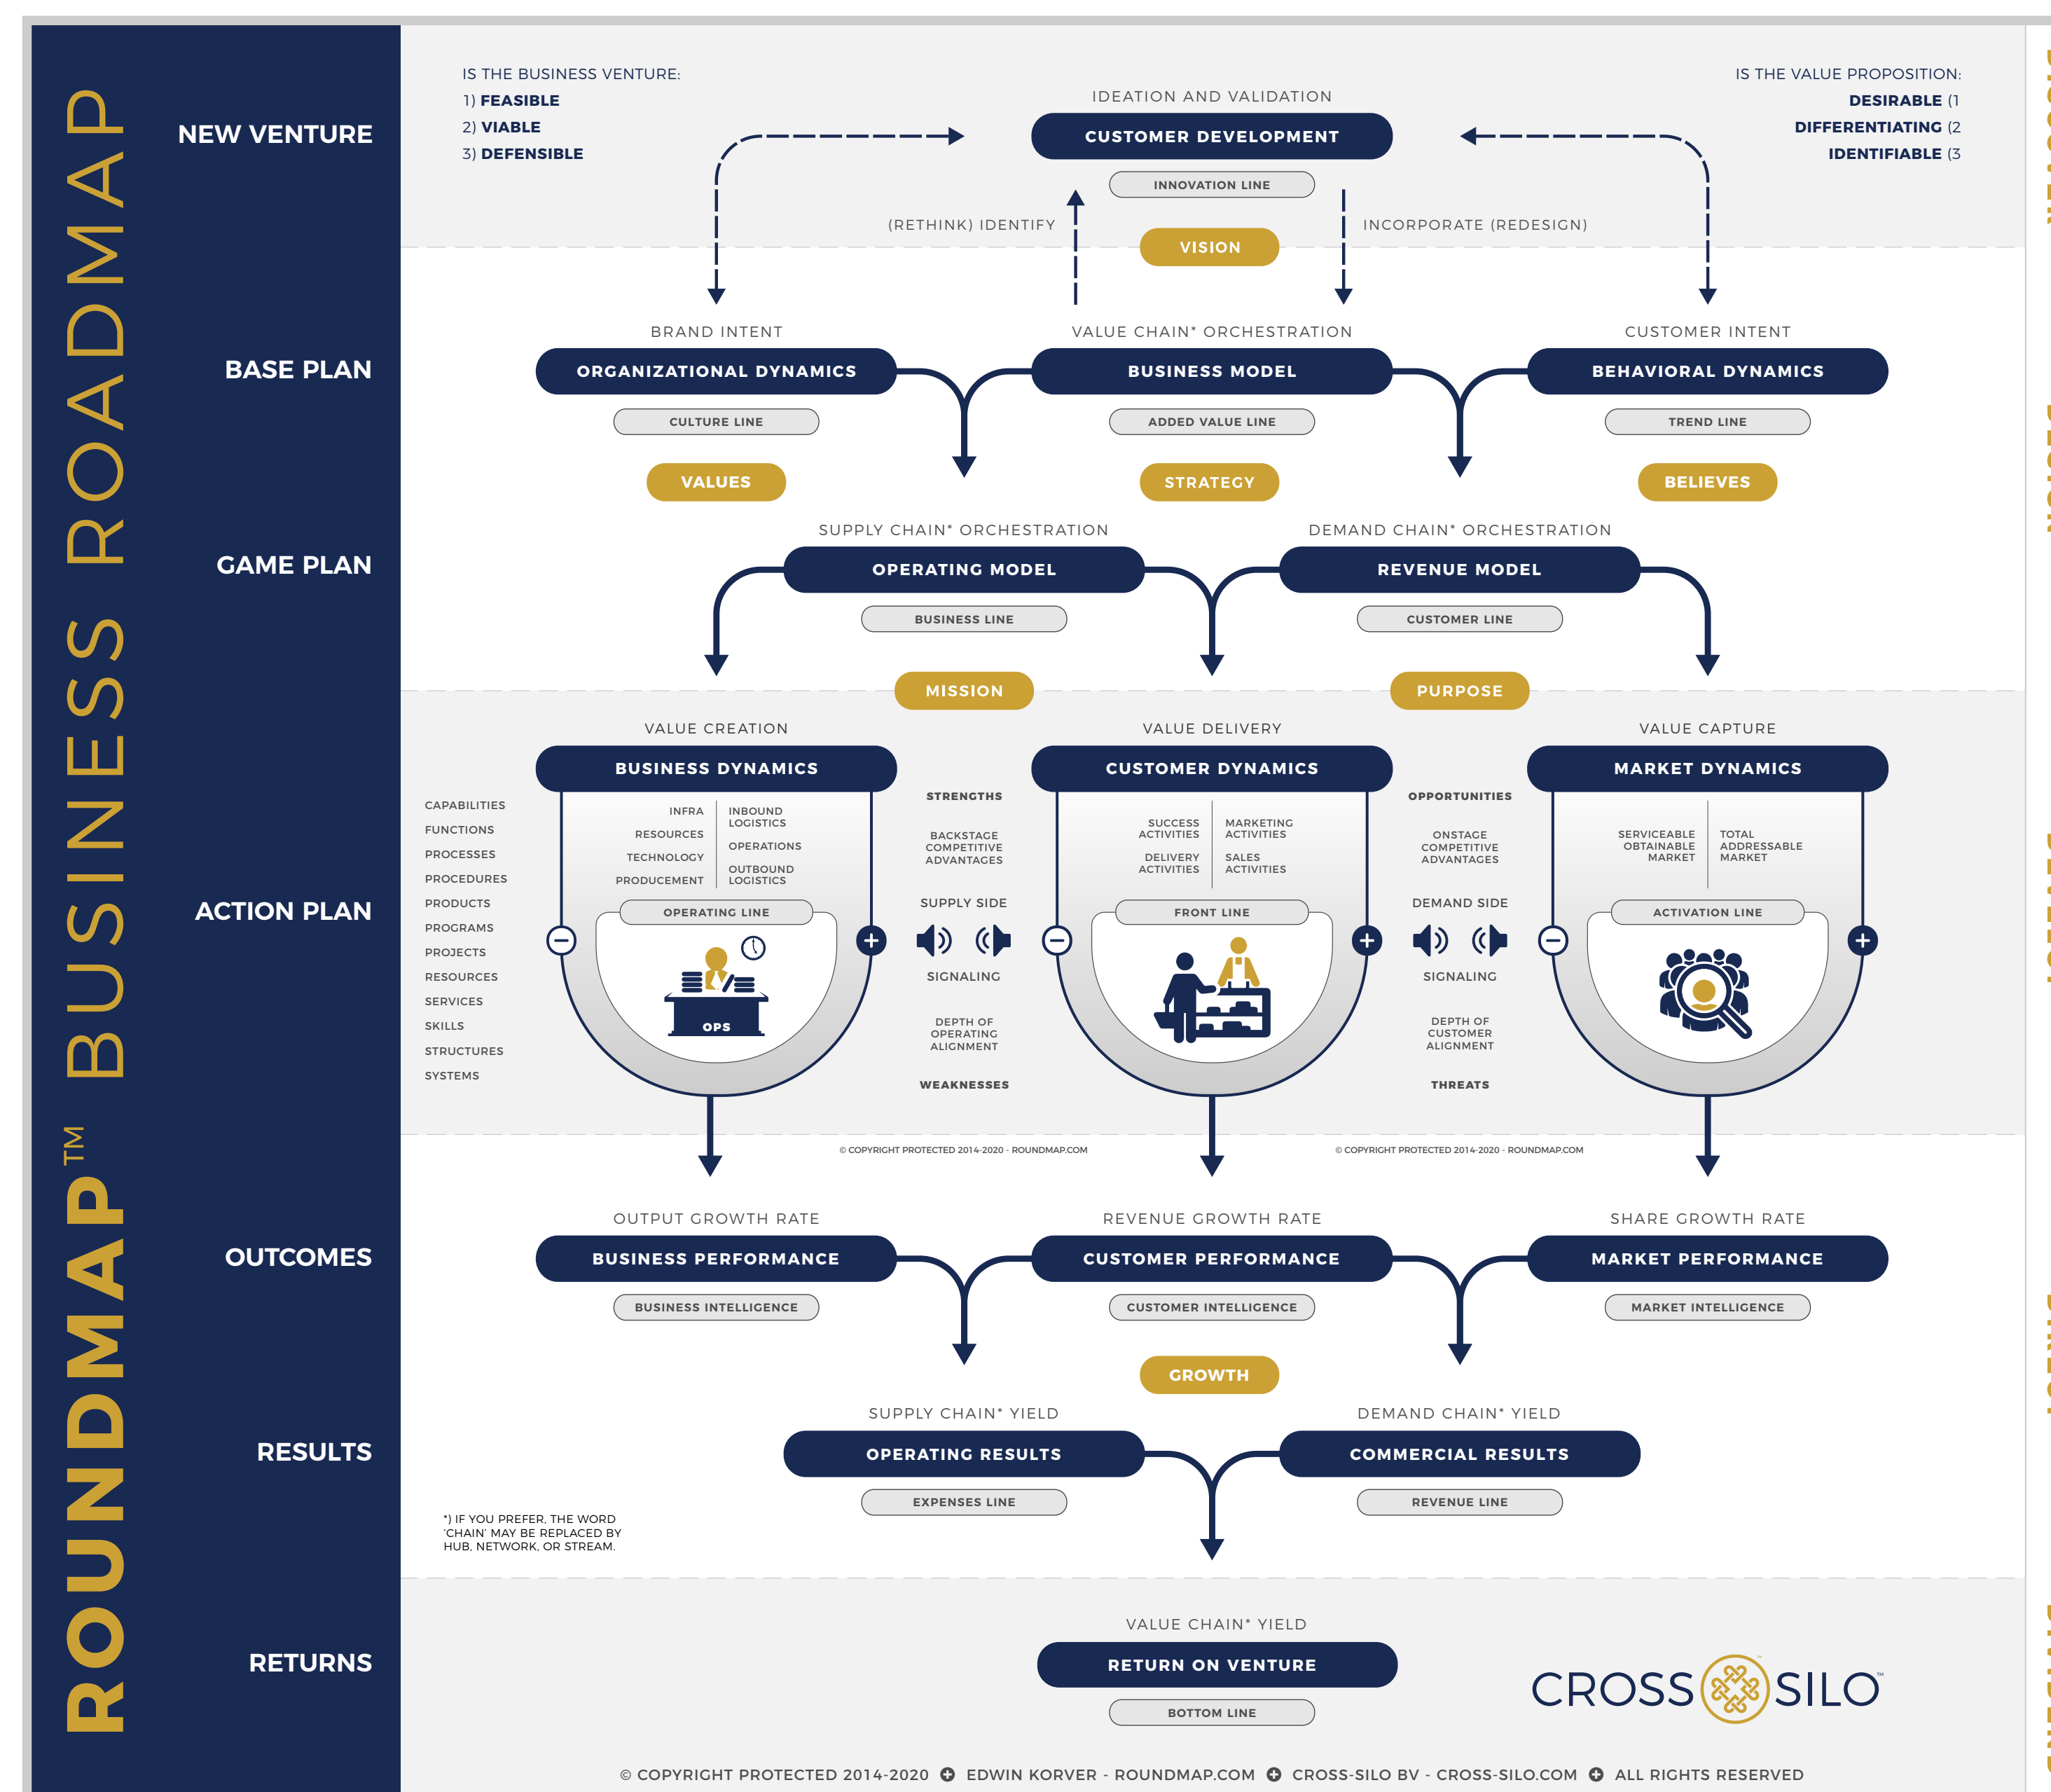 ROUNDMAP™ BUSINESS ROADMAP
NEW VENTURE
IS THE BUSINESS VENTURE:
1) FEASIBLE
2) VIABLE
3) DEFENSIBLE
IDEATION AND VALIDATION
CUSTOMER DEVELOPMENT
INNOVATION LINE
IS THE VALUE PROPOSITION:
DESIRABLE (1
DIFFERENTIATING (2
IDENTIFIABLE (3
(RETHINK) IDENTIFY
INCORPORATE (REDESIGN)
VISION
BASE PLAN
BRAND INTENT
ORGANIZATIONAL DYNAMICS
CULTURE LINE
VALUES
VALUE CHAIN* ORCHESTRATION
BUSINESS MODEL
ADDED VALUE LINE
STRATEGY
CUSTOMER INTENT
BEHAVIORAL DYNAMICS
TREND LINE
BELIEVES
GAME PLAN
SUPPLY CHAIN* ORCHESTRATION
OPERATING MODEL
BUSINESS LINE
MISSION
DEMAND CHAIN* ORCHESTRATION
REVENUE MODEL
CUSTOMER LINE
PURPOSE
ACTION PLAN
CAPABILITIES
FUNCTIONS
PROCESSES
PROCEDURES
PRODUCTS
PROGRAMS
PROJECTS
RESOURCES
SERVICES
SKILLS
STRUCTURES
SYSTEMS
VALUE CREATION
BUSINESS DYNAMICS
INFRA
RESOURCES
TECHNOLOGY
PRODUCEMENT
INBOUND
LOGISTICS
OPERATIONS
OUTBOUND
LOGISTICS
OPERATING LINE
OPS
STRENGTHS
BACKSTAGE
COMPETITIVE
ADVANTAGES
SUPPLY SIDE
SIGNALING
DEPTH OF
OPERATING
ALIGNMENT
WEAKNESSES
VALUE DELIVERY
CUSTOMER DYNAMICS
SUCCESS
ACTIVITIES
DELIVERY
ACTIVITIES
MARKETING
ACTIVITIES
SALES
ACTIVITIES
FRONT LINE
OPPORTUNITIES
ONSTAGE
COMPETITIVE
ADVANTAGES
DEMAND SIDE
SIGNALING
DEPTH OF
CUSTOMER
ALIGNMENT
THREATS
VALUE CAPTURE
MARKET DYNAMICS
SERVICEABLE
OBTAINABLE
MARKET
TOTAL
ADDRESSABLE
MARKET
ACTIVATION LINE
© COPYRIGHT PROTECTED 2014-2020 - ROUNDMAP.COM
© COPYRIGHT PROTECTED 2014-2020 - ROUNDMAP.COM
OUTCOMES
OUTPUT GROWTH RATE
BUSINESS PERFORMANCE
BUSINESS INTELLIGENCE
REVENUE GROWTH RATE
CUSTOMER PERFORMANCE
CUSTOMER INTELLIGENCE
SHARE GROWTH RATE
MARKET PERFORMANCE
MARKET INTELLIGENCE
GROWTH
RESULTS
SUPPLY CHAIN* YIELD
OPERATING RESULTS
EXPENSES LINE
DEMAND CHAIN* YIELD
COMMERCIAL RESULTS
REVENUE LINE
*) IF YOU PREFER, THE WORD
'CHAIN' MAY BE REPLACED BY
HUB, NETWORK, OR STREAM.
RETURNS
VALUE CHAIN* YIELD
RETURN ON VENTURE
BOTTOM LINE
CROSS SILO™
© COPYRIGHT PROTECTED 2014-2020 EDWIN KORVER - ROUNDMAP.COM CROSS-SILO BV - CROSS-SILO.COM ALL RIGHTS RESERVED